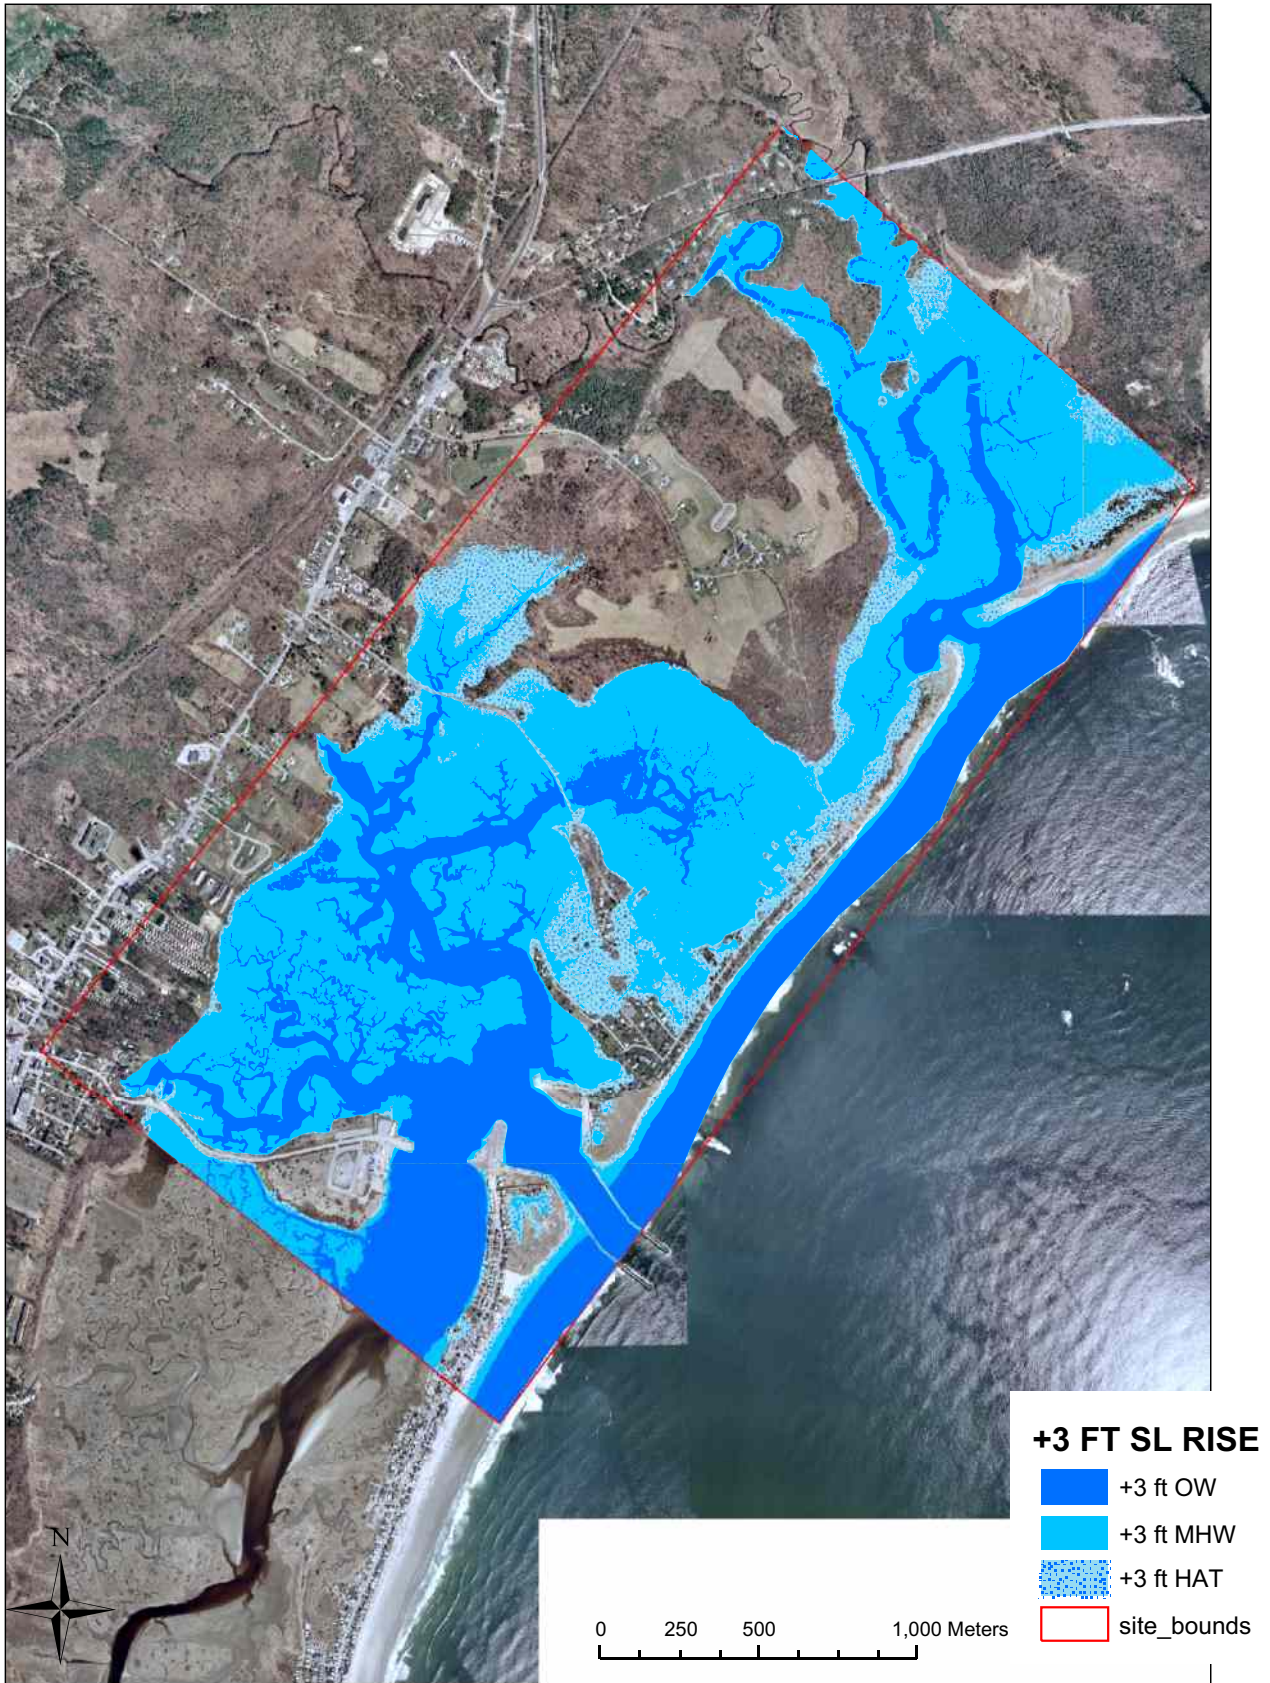 +3 FT SL RISE
+3 ft OW
+3 ft MHW
+3 ft HAT
site_bounds
N
0 250 500 1,000 Meters